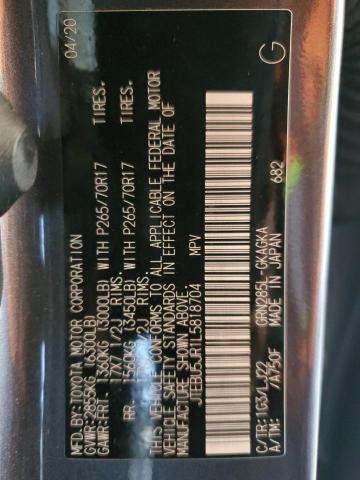 MFD.BY: TOYOTA MOTOR CORPORATION 04/20
GVWR: 2855KG (6300LB)
GAWR: FRT- 1360KG (3000LB) WITH P265/70R17 TIRES,
17X7 1/2J RIMS,
RR- 1565KG (3450LB) WITH P265/70R17 TIRES,
17X7 1/2J RIMS.
THIS VEHICLE CONFORMS TO ALL APPLICABLE FEDERAL MOTOR
VEHICLE SAFETY STANDARDS IN EFFECT ON THE DATE OF
MANUFACTURE SHOWN ABOVE.
JTEBU5JR1L5818704 MPV
C/TR: 1G3/LJ22 GRN285L-GKAGKA
A/TM: /A750F MADE IN JAPAN 682
G